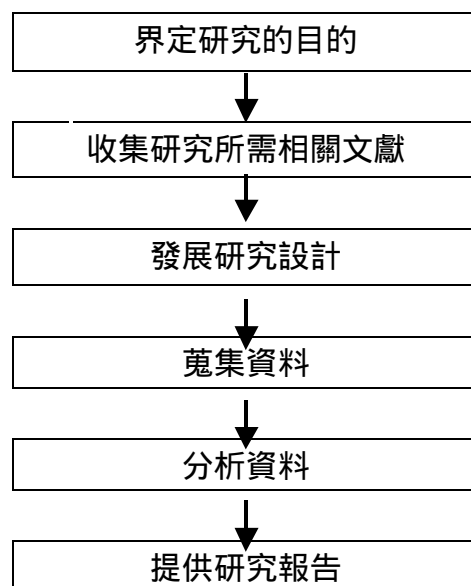 界定研究的目的
收集研究所需相關文獻
發展研究設計
蒐集資料
分析資料
提供研究報告